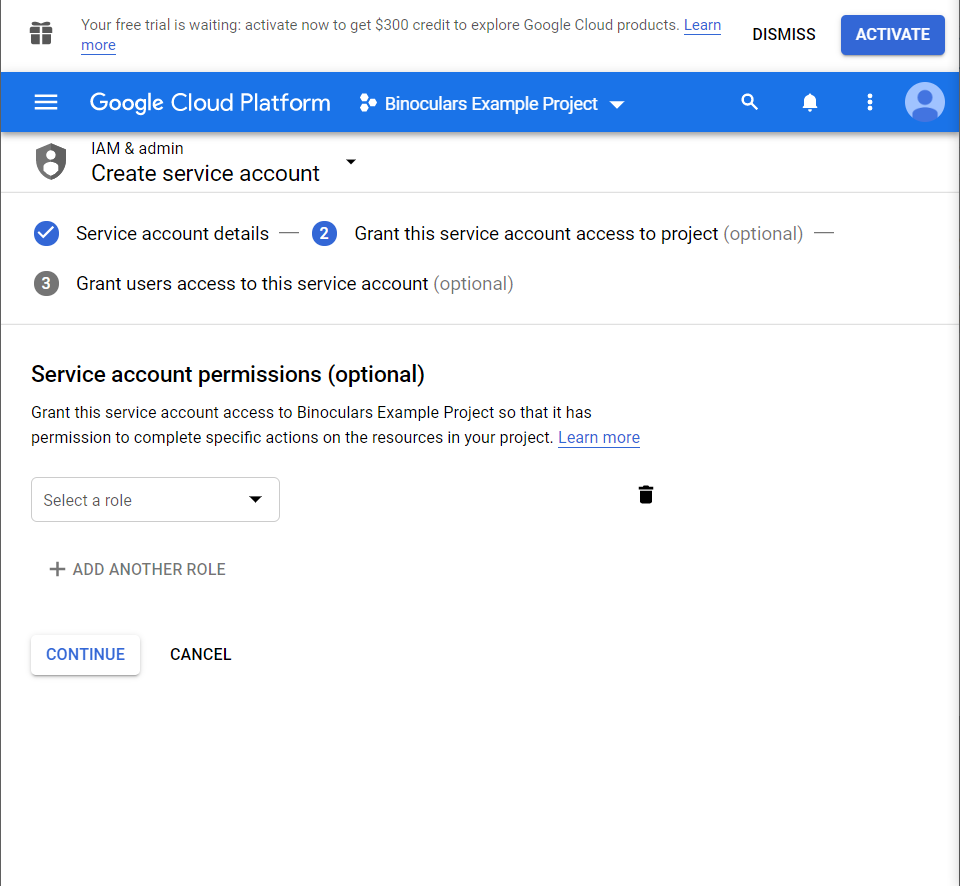 Your free trial is waiting: activate now to get $300 credit to explore Google Cloud products. Learn
more
DISMISS
ACTIVATE
Google Cloud Platform
Binoculars Example Project
IAM & admin
Create service account
Service account details
2
Grant this service account access to project (optional)
3
Grant users access to this service account (optional)
Service account permissions (optional)
Grant this service account access to Binoculars Example Project so that it has
permission to complete specific actions on the resources in your project. Learn more
Select a role
ADD ANOTHER ROLE
CONTINUE
CANCEL